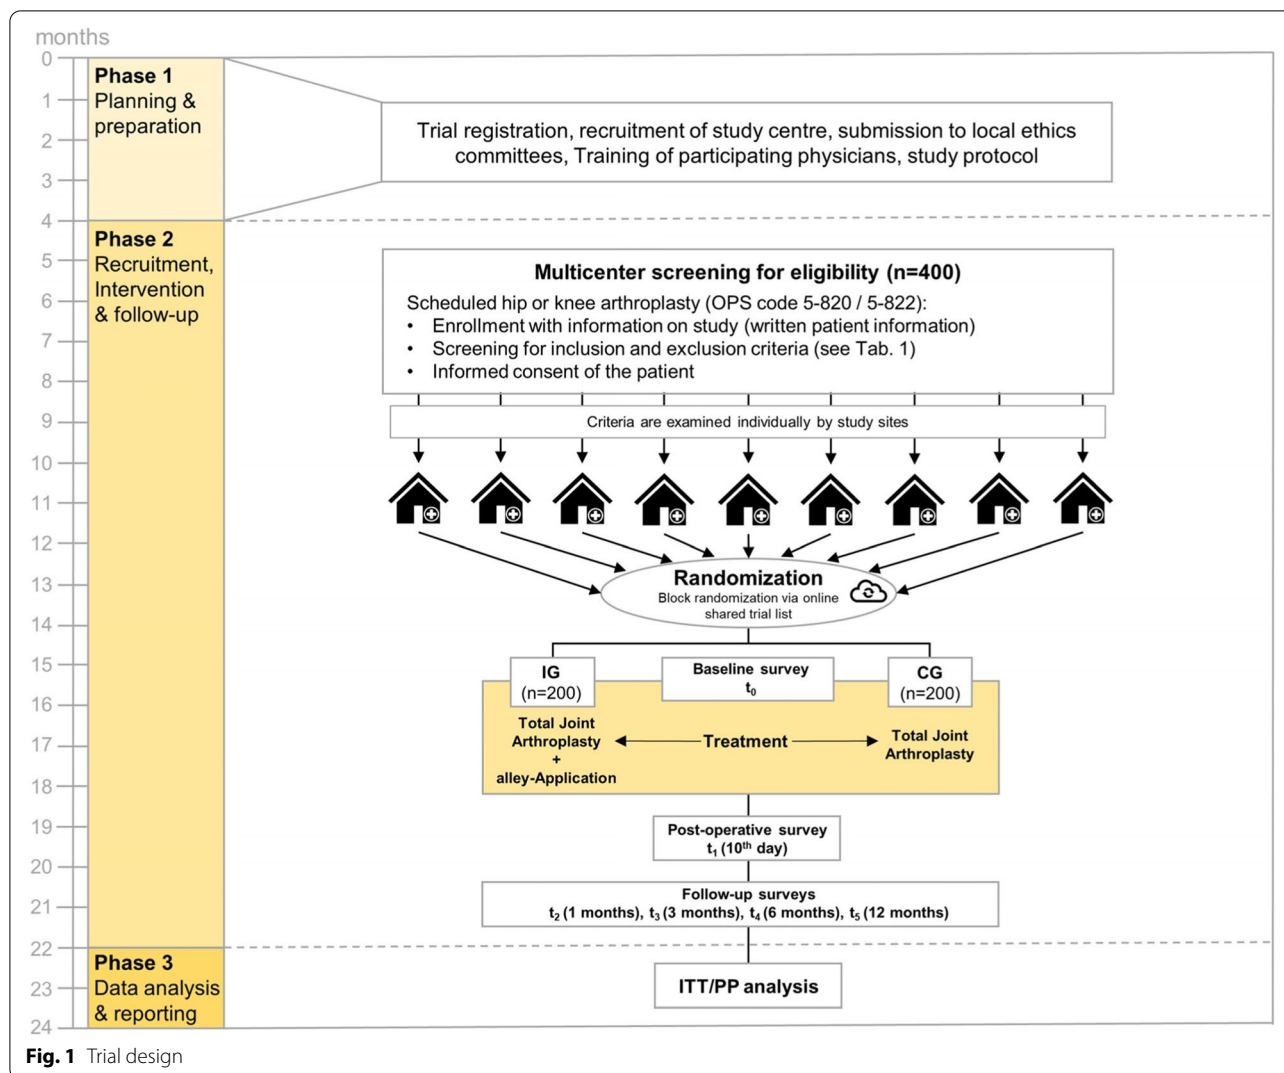 months
0
1
2
3
4
5
6
7
8
9
10
11
12
13
14
15
16
17
18
19
20
21
22
23
24
Phase 1
Planning &
preparation
Trial registration, recruitment of study centre, submission to local ethics
committees, Training of participating physicians, study protocol
Phase 2
Recruitment,
Intervention
& follow-up
Multicenter screening for eligibility (n=400)
Scheduled hip or knee arthroplasty (OPS code 5-820 / 5-822):
• Enrollment with information on study (written patient information)
• Screening for inclusion and exclusion criteria (see Tab. 1)
• Informed consent of the patient
Criteria are examined individually by study sites
Randomization
Block randomization via online
shared trial list
IG
(n=200)
Baseline survey
t₀
CG
(n=200)
Total Joint
Arthroplasty
+
alley-Application
Treatment
Total Joint
Arthroplasty
Post-operative survey
t₁ (10th day)
Follow-up surveys
t₂ (1 months), t₃ (3 months), t₄ (6 months), t₅ (12 months)
Phase 3
Data analysis
& reporting
ITT/PP analysis
Fig. 1 Trial design